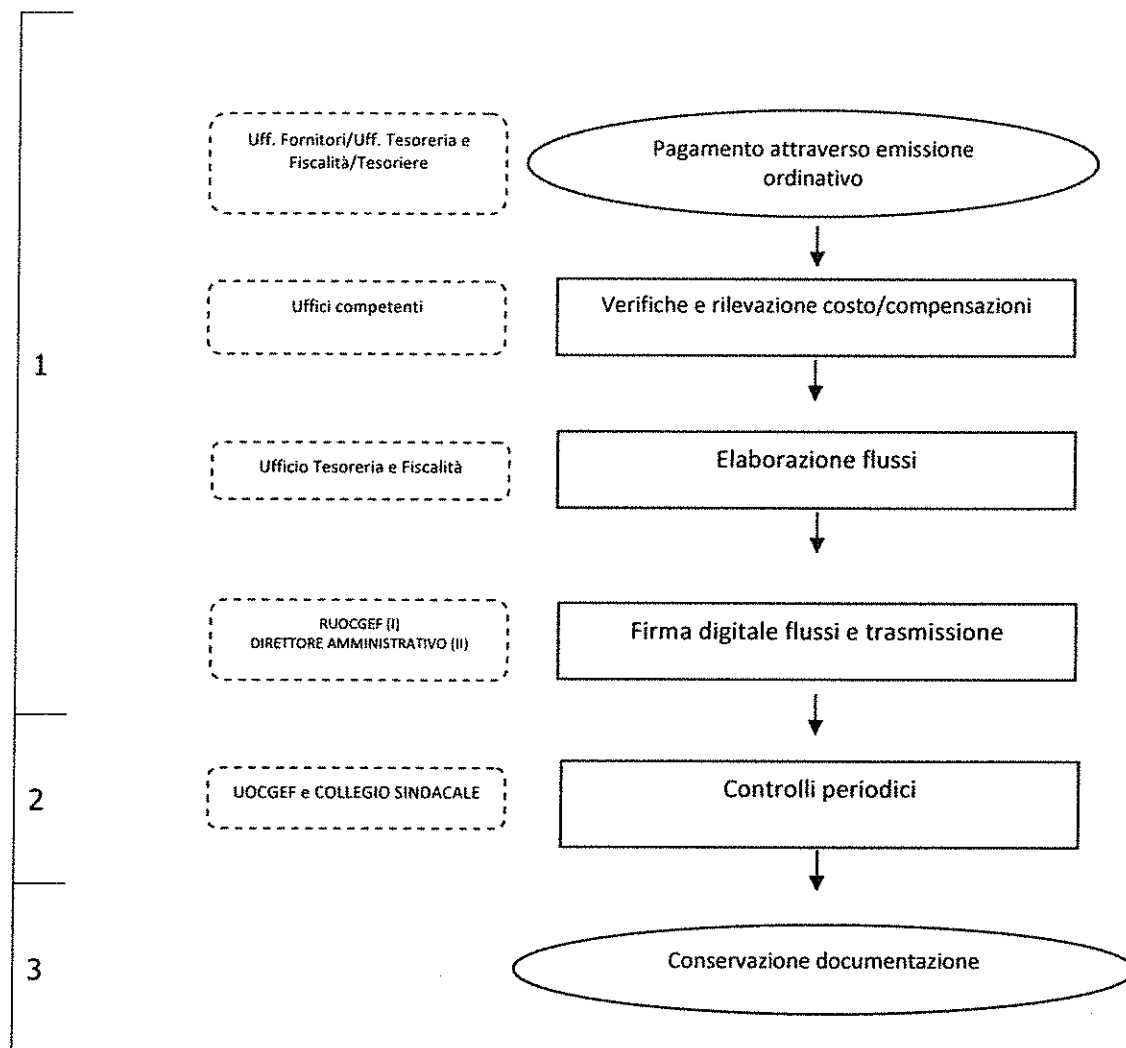 Uff. Fornitori/Uff. Tesoreria e
Fiscalità/Tesoriere
Pagamento attraverso emissione
ordinativo
Uffici competenti
Verifiche e rilevazione costo/compensazioni
1
Ufficio Tesoreria e Fiscalità
Elaborazione flussi
RUOCGEF (I)
DIRETTORE AMMINISTRATIVO (II)
Firma digitale flussi e trasmissione
2
UOCGEF e COLLEGIO SINDACALE
Controlli periodici
3
Conservazione documentazione